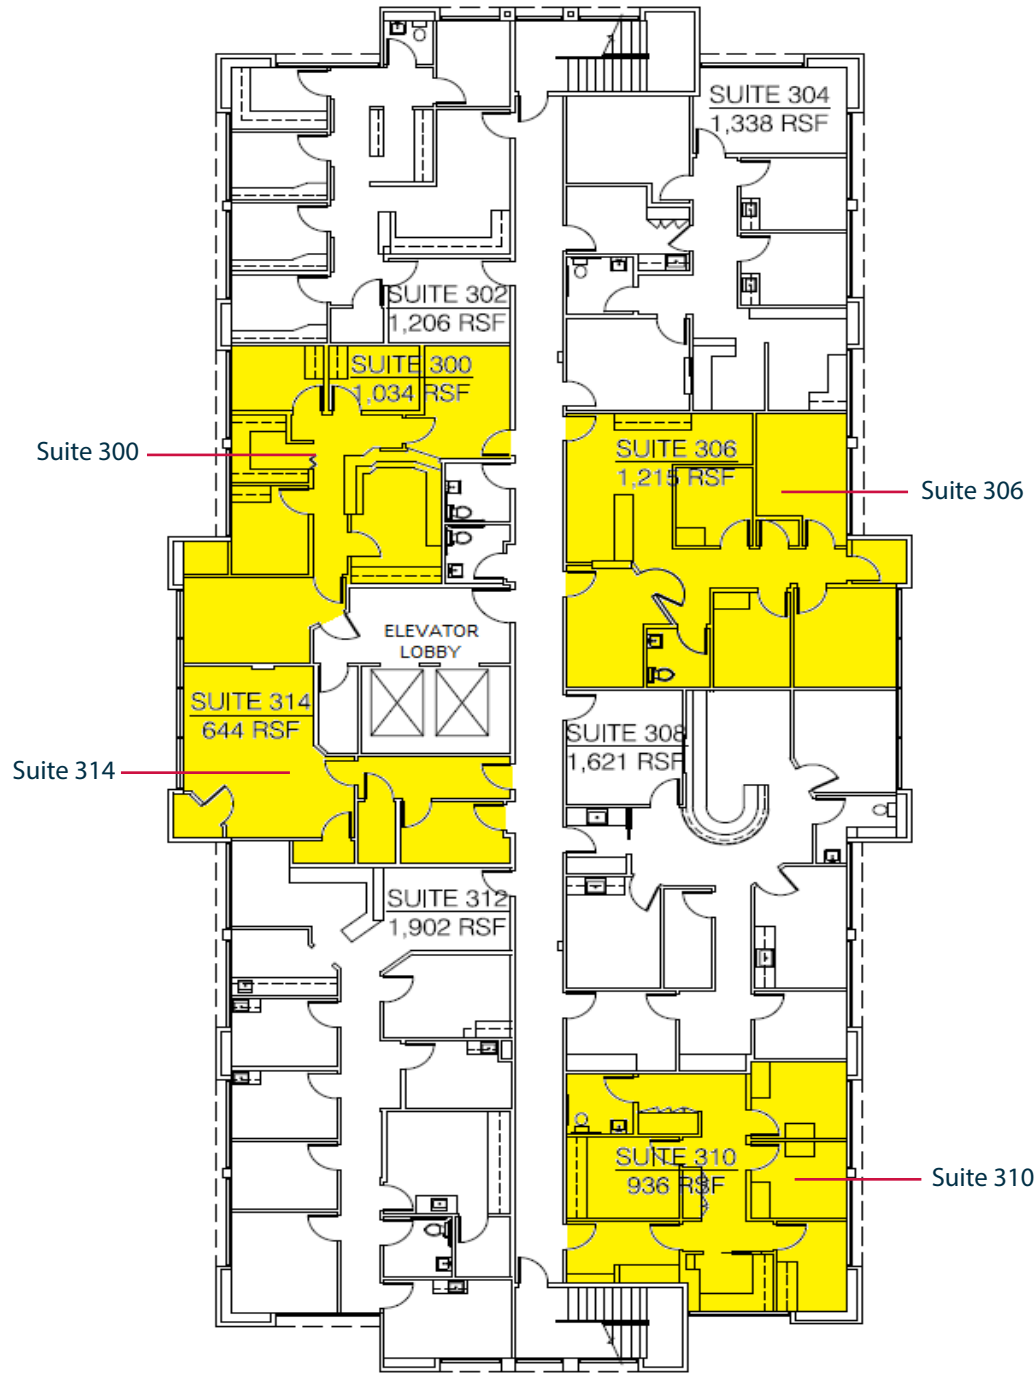 SUITE 304
1,338 RSF
SUITE 302
1,206 RSF
SUITE 300
1,034 RSF
Suite 300
SUITE 306
1,215 RSF
Suite 306
ELEVATOR
LOBBY
SUITE 314
644 RSF
Suite 314
SUITE 308
1,621 RSF
SUITE 312
1,902 RSF
SUITE 310
936 RSF
Suite 310